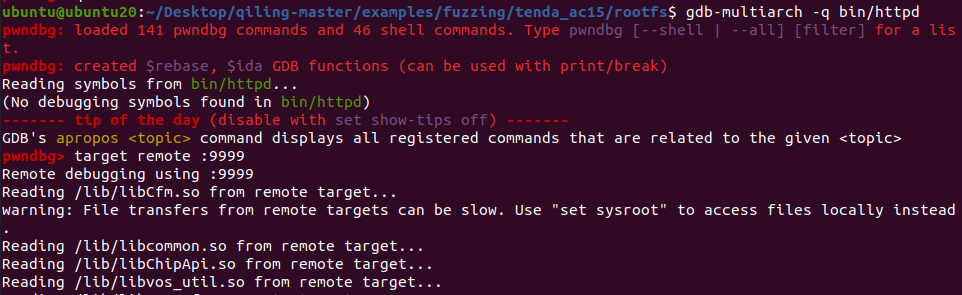 ubuntu@ubuntu20:~/Desktop/qiling-master/examples/fuzzing/tenda_ac15/rootfs$ gdb-multiarch -q bin/httpd
pwndbg: loaded 141 pwndbg commands and 46 shell commands. Type pwndbg [--shell | --all] [filter] for a lis
t.
pwndbg: created $rebase, $ida GDB functions (can be used with print/break)
Reading symbols from bin/httpd...
(No debugging symbols found in bin/httpd)
------- tip of the day (disable with set show-tips off) -------
GDB's apropos <topic> command displays all registered commands that are related to the given <topic>
pwndbg> target remote :9999
Remote debugging using :9999
Reading /lib/libCfm.so from remote target...
warning: File transfers from remote targets can be slow. Use "set sysroot" to access files locally instead
.
Reading /lib/libcommon.so from remote target...
Reading /lib/libChipApi.so from remote target...
Reading /lib/libvos_util.so from remote target...